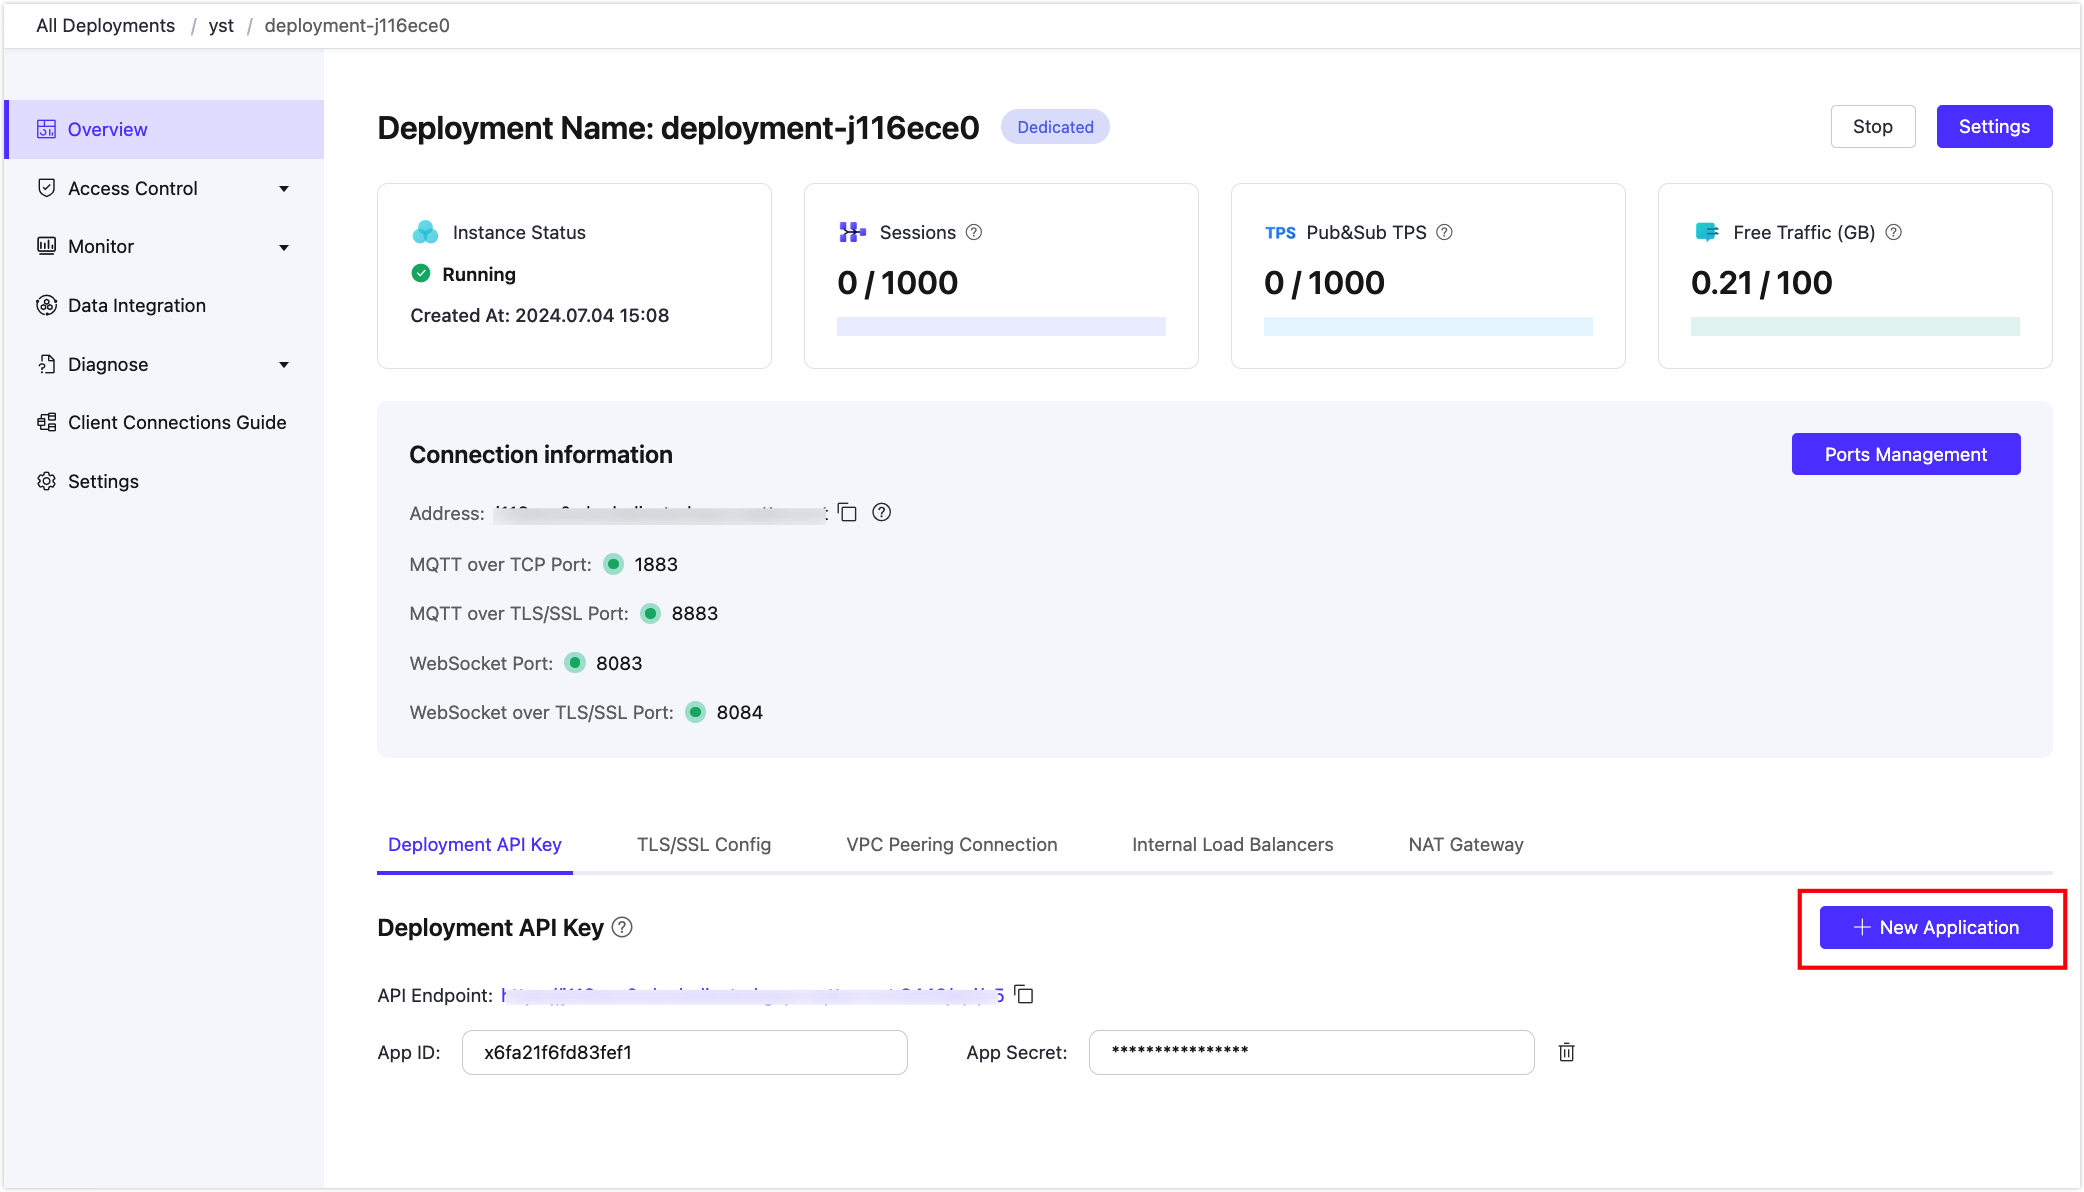 All Deployments / yst / deployment-j116ece0
Overview
Access Control
Monitor
Data Integration
Diagnose
Client Connections Guide
Settings
Deployment Name: deployment-j116ece0 Dedicated
Stop Settings
Instance Status
Running
Created At: 2024.07.04 15:08
Sessions
0 / 1000
TPS Pub&Sub TPS
0 / 1000
Free Traffic (GB)
0.21 / 100
Connection information
Ports Management
Address:
MQTT over TCP Port: 1883
MQTT over TLS/SSL Port: 8883
WebSocket Port: 8083
WebSocket over TLS/SSL Port: 8084
Deployment API Key TLS/SSL Config VPC Peering Connection Internal Load Balancers NAT Gateway
Deployment API Key
+ New Application
API Endpoint:
App ID: x6fa21f6fd83fef1 App Secret: ****************